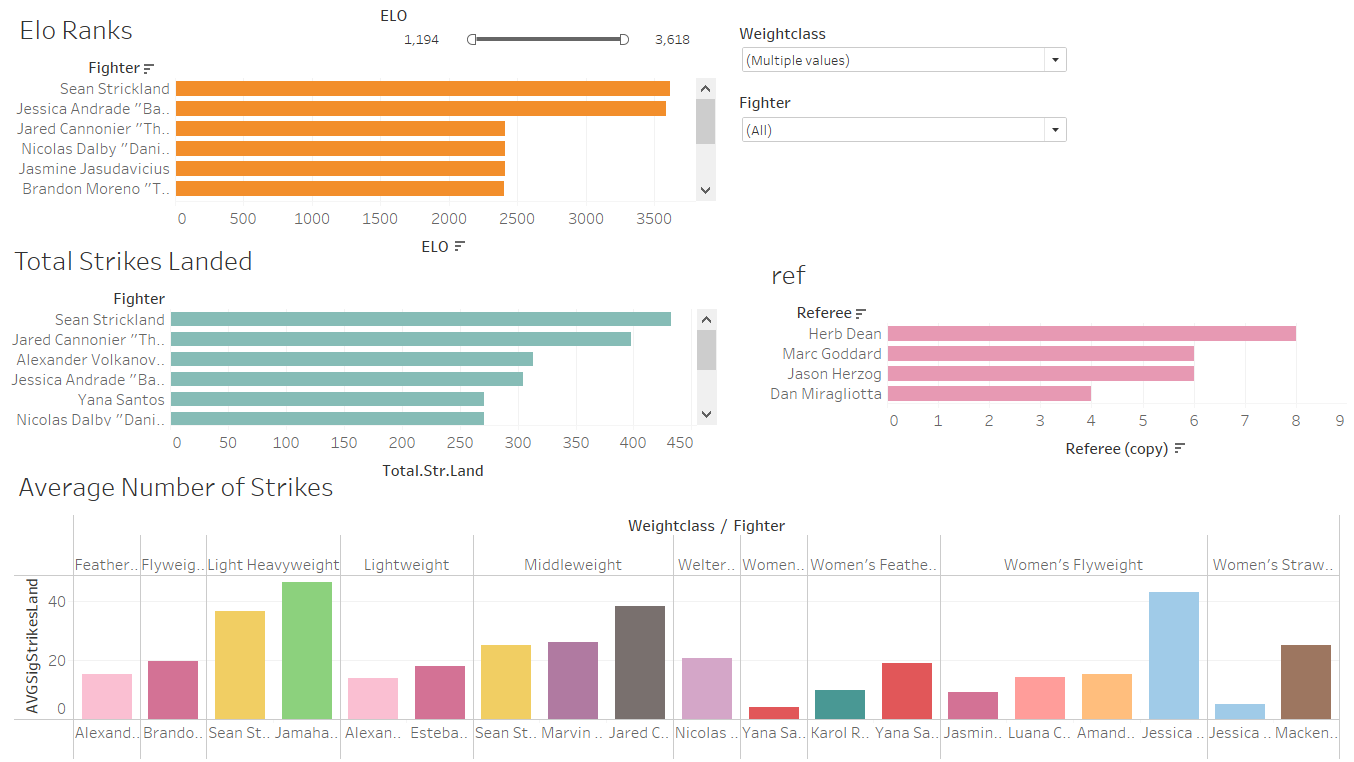 Elo Ranks
ELO
1,194
3,618
Fighter
Sean Strickland
Jessica Andrade "Ba..
Jared Cannonier "Th..
Nicolas Dalby "Dani..
Jasmine Jasudavicius
Brandon Moreno "T..
0 500 1000 1500 2000 2500 3000 3500
ELO
Weightclass
(Multiple values)
Fighter
(All)
Total Strikes Landed
Fighter
Sean Strickland
Jared Cannonier "Th..
Alexander Volkanov..
Jessica Andrade "Ba..
Yana Santos
Nicolas Dalby "Dani..
0 50 100 150 200 250 300 350 400 450
Total.Str.Land
ref
Referee
Herb Dean
Marc Goddard
Jason Herzog
Dan Miragliotta
0 1 2 3 4 5 6 7 8 9
Referee (copy)
Average Number of Strikes
Weightclass / Fighter
Feather.. Flyweig.. Light Heavyweight Lightweight Middleweight Welter.. Women.. Women's Feathe.. Women's Flyweight Women's Straw..
AVGSigStrikesLand
40
20
0
Alexand.. Brando.. Sean St.. Jamaha.. Alexan.. Esteba.. Sean St.. Marvin .. Jared C.. Nicolas .. Yana Sa.. Karol R.. Yana Sa.. Jasmin.. Luana C.. Amand.. Jessica .. Jessica .. Macken..